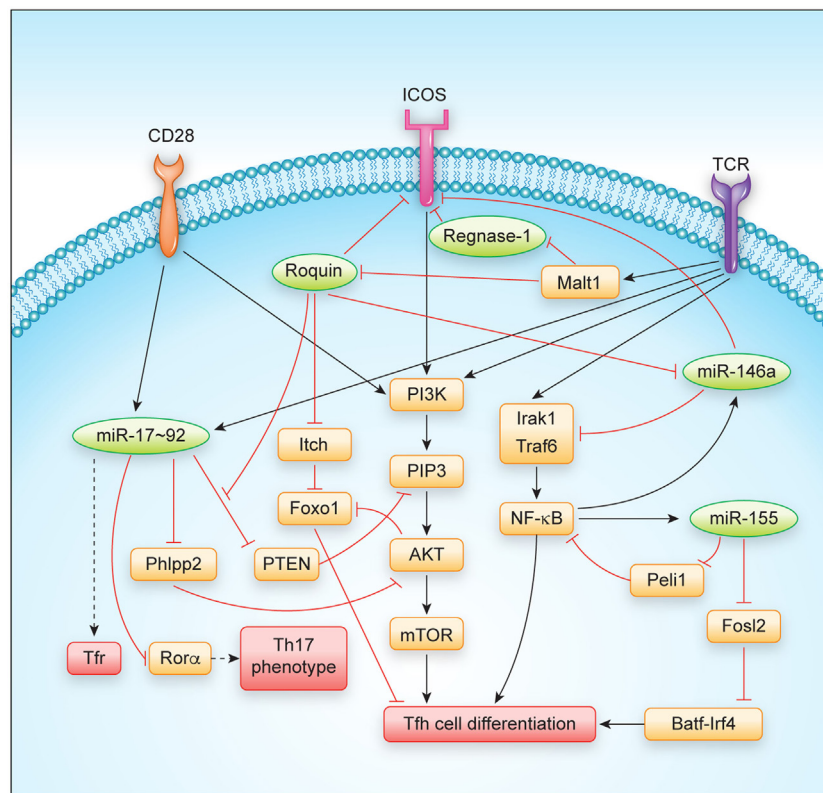 ICOS
CD28
TCR
Regnase-1
Roquin
Malt1
miR-146a
PI3K
Irak1
Traf6
miR-17~92
Itch
PIP3
Foxo1
NF-κB
miR-155
Phlpp2
PTEN
AKT
Peli1
Fosl2
mTOR
Tfr
Rorα
Th17
phenotype
Tfh cell differentiation
Batf-Irf4